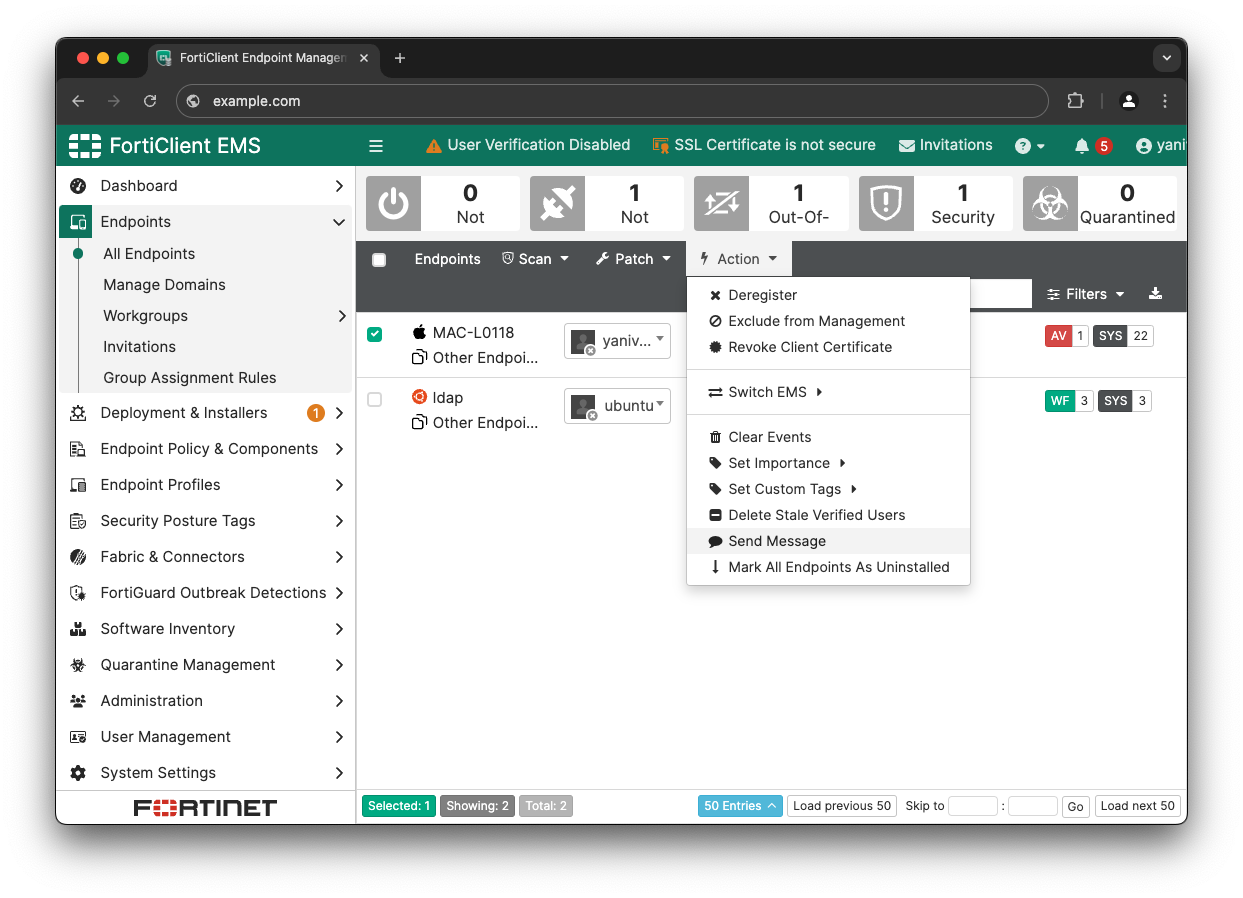 FortiClient Endpoint Managen
example.com
FortiClient EMS
User Verification Disabled
SSL Certificate is not secure
Invitations
5
yani
Dashboard
Endpoints
All Endpoints
Manage Domains
Workgroups
Invitations
Group Assignment Rules
Deployment & Installers 1
Endpoint Policy & Components
Endpoint Profiles
Security Posture Tags
Fabric & Connectors
FortiGuard Outbreak Detections
Software Inventory
Quarantine Management
Administration
User Management
System Settings
FORTINET
0
Not
1
Not
1
Out-Of-
1
Security
0
Quarantined
Endpoints Scan Patch Action
Filters
MAC-L0118
Other Endpoi...
yaniv...
AV 1 SYS 22
ldap
Other Endpoi...
ubuntu
WF 3 SYS 3
Deregister
Exclude from Management
Revoke Client Certificate
Switch EMS
Clear Events
Set Importance
Set Custom Tags
Delete Stale Verified Users
Send Message
Mark All Endpoints As Uninstalled
Selected: 1 Showing: 2 Total: 2
50 Entries Load previous 50 Skip to : Go Load next 50